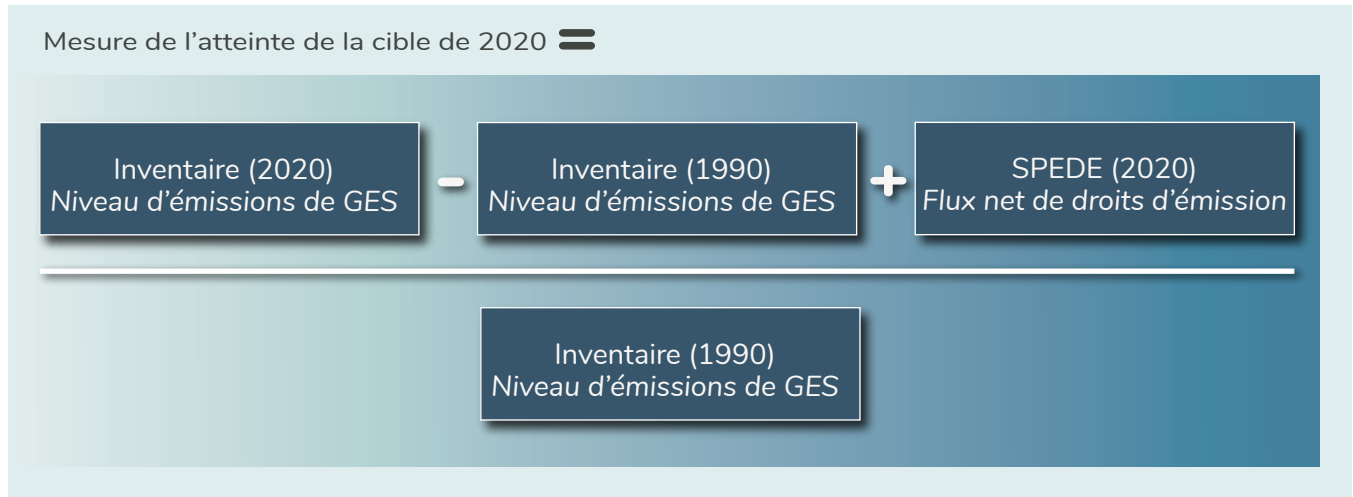 Mesure de l’atteinte de la cible de 2020 =
Inventaire (2020)
Niveau d’émissions de GES
-
Inventaire (1990)
Niveau d’émissions de GES
+
SPEDE (2020)
Flux net de droits d’émission
Inventaire (1990)
Niveau d’émissions de GES